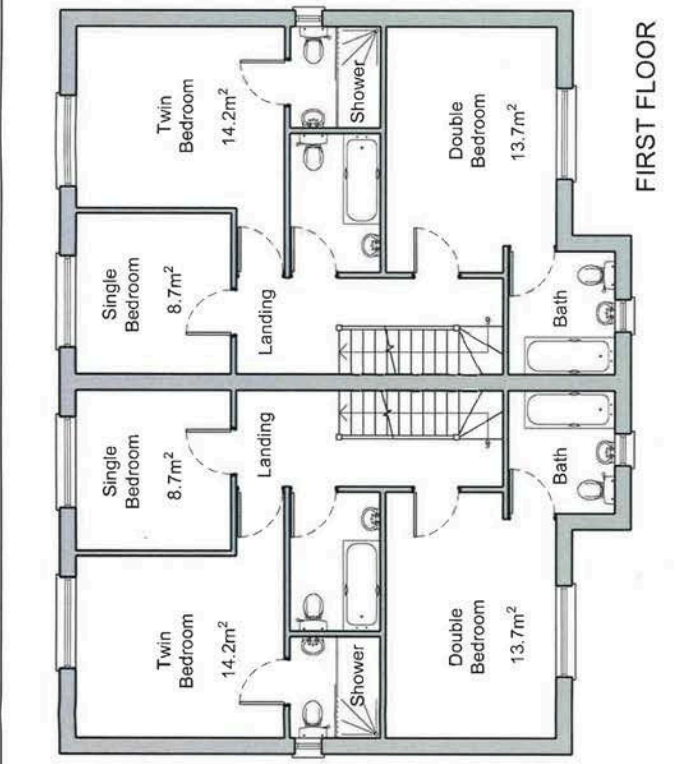 Single
Bedroom
8.7m²
Single
Bedroom
8.7m²
Twin
Bedroom
14.2m²
Twin
Bedroom
14.2m²
Landing
Landing
Shower
Shower
Double
Bedroom
13.7m²
Double
Bedroom
13.7m²
Bath
Bath
FIRST FLOOR